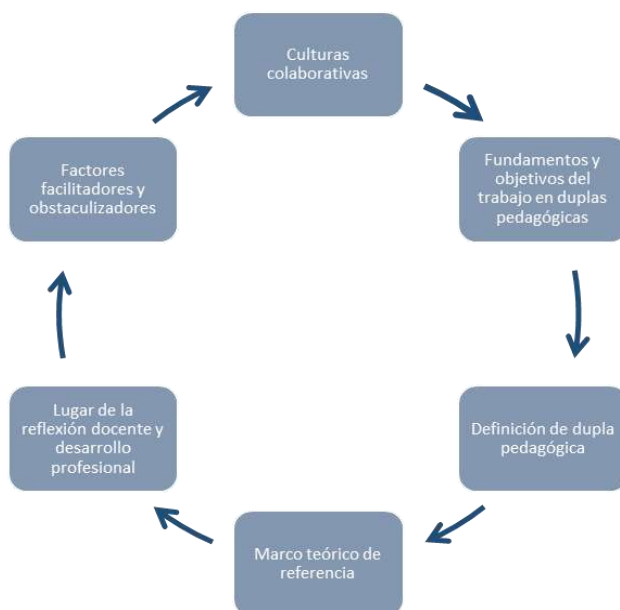 Culturas
colaborativas
Fundamentos y
objetivos del
trabajo en duplas
pedagógicas
Definición de dupla
pedagógica
Marco teórico de
referencia
Lugar de la
reflexión docente y
desarrollo
profesional
Factores
facilitadores y
obstaculizadores